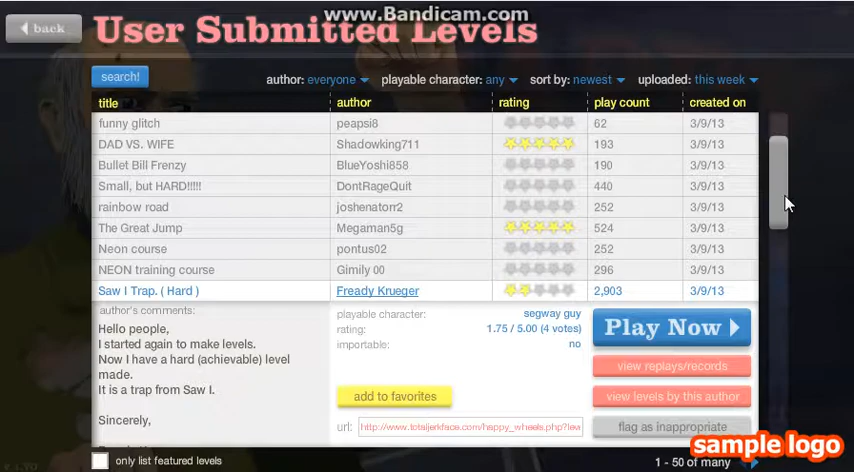 www.Bandicam.com
back
User Submitted Levels
search!
author: everyone playable character: any sort by: newest uploaded: this week
title author rating play count created on
funny glitch peapsi8 62 3/9/13
DAD VS. WIFE Shadowking711 193 3/9/13
Bullet Bill Frenzy BlueYoshi858 190 3/9/13
Small, but HARD!!!!! DontRageQuit 440 3/9/13
rainbow road joshenatorr2 252 3/9/13
The Great Jump Megaman5g 524 3/9/13
Neon course pontus02 252 3/9/13
NEON training course Gimily 00 296 3/9/13
Saw I Trap. ( Hard ) Fready Krueger 2,903 3/9/13
author's comments:
Hello people,
I started again to make levels.
Now I have a hard (achievable) level
made.
It is a trap from Saw I.
Sincerely,
playable character: segway guy
rating: 1.75 / 5.00 (4 votes)
importable: no
add to favorites
url: http://www.totaljerkface.com/happy_wheels.php?lev
Play Now
view replays/records
view levels by this author
flag as inappropriate
only list featured levels
1 - 50 of many
sample logo